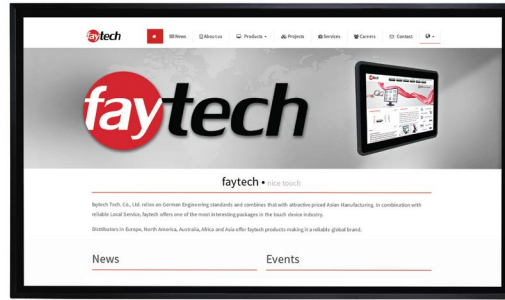 faytech
News About us Products Projects Services Careers Contact
faytech
faytech • nice touch
faytech Tech. Co., Ltd. relies on German Engineering standards and combines that with attractive priced Asian Manufacturing. In combination with
reliable Local Service, faytech offers one of the most interesting packages in the touch device industry.
Distributors in Europe, North America, Australia, Africa and Asia offer faytech products making it a reliable global brand.
News Events